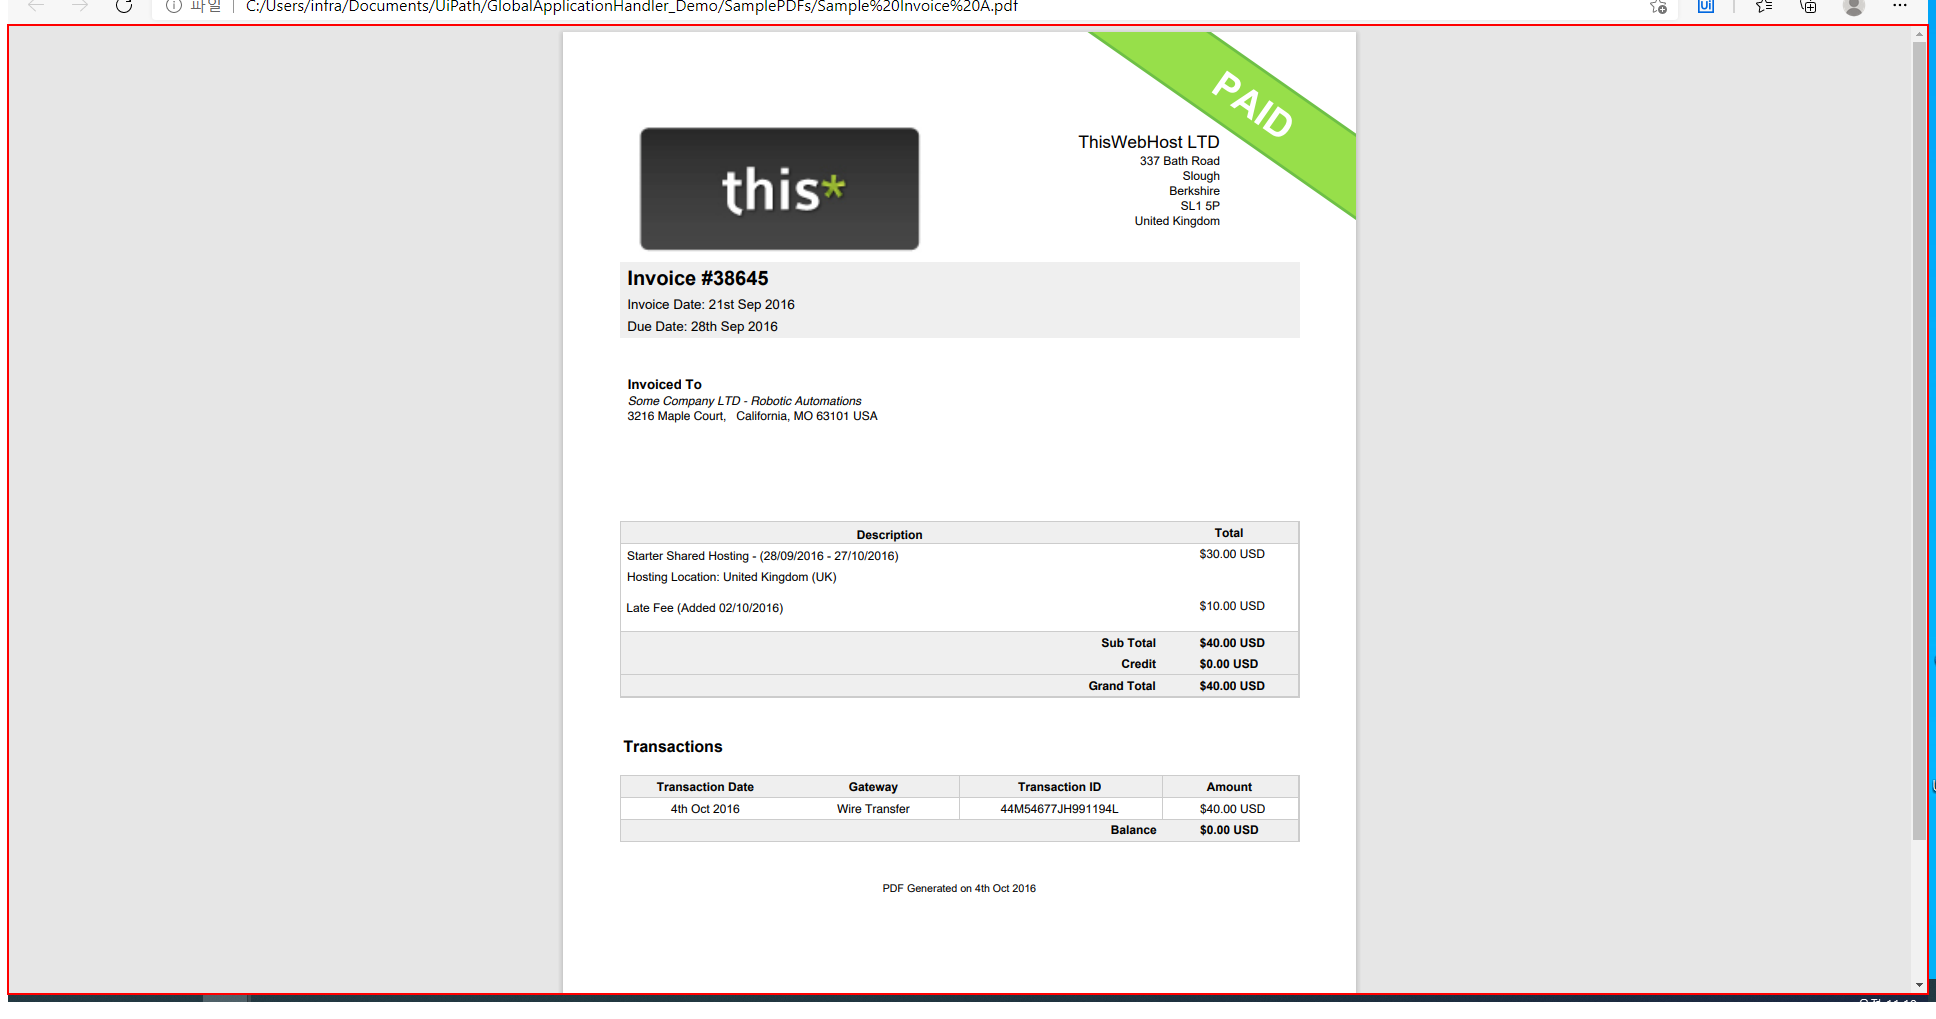 파일 C:/Users/infra/Documents/UiPath/GlobalApplicationHandler_Demo/SamplePDFs/Sample%20Invoice%20A.pdf
Ui
PAID
this*
ThisWebHost LTD
337 Bath Road
Slough
Berkshire
SL1 5P
United Kingdom
Invoice #38645
Invoice Date: 21st Sep 2016
Due Date: 28th Sep 2016
Invoiced To
Some Company LTD - Robotic Automations
3216 Maple Court, California, MO 63101 USA
Description Total
Starter Shared Hosting - (28/09/2016 - 27/10/2016) $30.00 USD
Hosting Location: United Kingdom (UK)
Late Fee (Added 02/10/2016) $10.00 USD
Sub Total $40.00 USD
Credit $0.00 USD
Grand Total $40.00 USD
Transactions
Transaction Date Gateway Transaction ID Amount
4th Oct 2016 Wire Transfer 44M54677JH991194L $40.00 USD
Balance $0.00 USD
PDF Generated on 4th Oct 2016